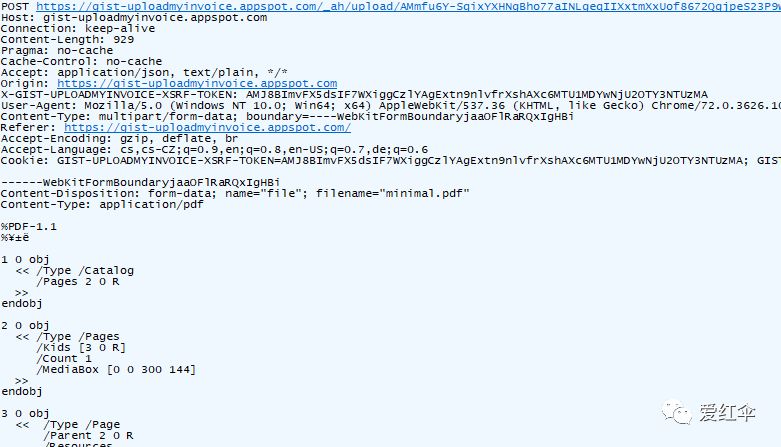 POST https://gist-uploadmyinvoice.appspot.com/_ah/upload/AMmfu6Y-SqixYXHNqBho77aINLqeqIIXxtmXxUof8672QqjpeS23P9W
Host: gist-uploadmyinvoice.appspot.com
Connection: keep-alive
Content-Length: 929
Pragma: no-cache
Cache-Control: no-cache
Accept: application/json, text/plain, */*
Origin: https://gist-uploadmyinvoice.appspot.com
X-GIST-UPLOADMYINVOICE-XSRF-TOKEN: AMJ8BImvFX5dsIF7WXiggCzlYAgExtn9nlvfrXshAXc6MTU1MDYwNjU2OTY3NTUzMA
User-Agent: Mozilla/5.0 (Windows NT 10.0; Win64; x64) AppleWebKit/537.36 (KHTML, like Gecko) Chrome/72.0.3626.10
Content-Type: multipart/form-data; boundary=----WebKitFormBoundaryjaaOFlRaRQxIgHBi
Referer: https://gist-uploadmyinvoice.appspot.com/
Accept-Encoding: gzip, deflate, br
Accept-Language: cs,cs-CZ;q=0.9,en;q=0.8,en-US;q=0.7,de;q=0.6
Cookie: GIST-UPLOADMYINVOICE-XSRF-TOKEN=AMJ8BImvFX5dsIF7WXiggCzlYAgExtn9nlvfrXshAXc6MTU1MDYwNjU2OTY3NTUzMA; GIST
------WebKitFormBoundaryjaaOFlRaRQxIgHBi
Content-Disposition: form-data; name="file"; filename="minimal.pdf"
Content-Type: application/pdf
%PDF-1.1
%¥±ë
1 0 obj
<< /Type /Catalog
/Pages 2 0 R
>>
endobj
2 0 obj
<< /Type /Pages
/Kids [3 0 R]
/Count 1
/MediaBox [0 0 300 144]
>>
endobj
3 0 obj
<< /Type /Page
/Parent 2 0 R
/Resources
爱红伞